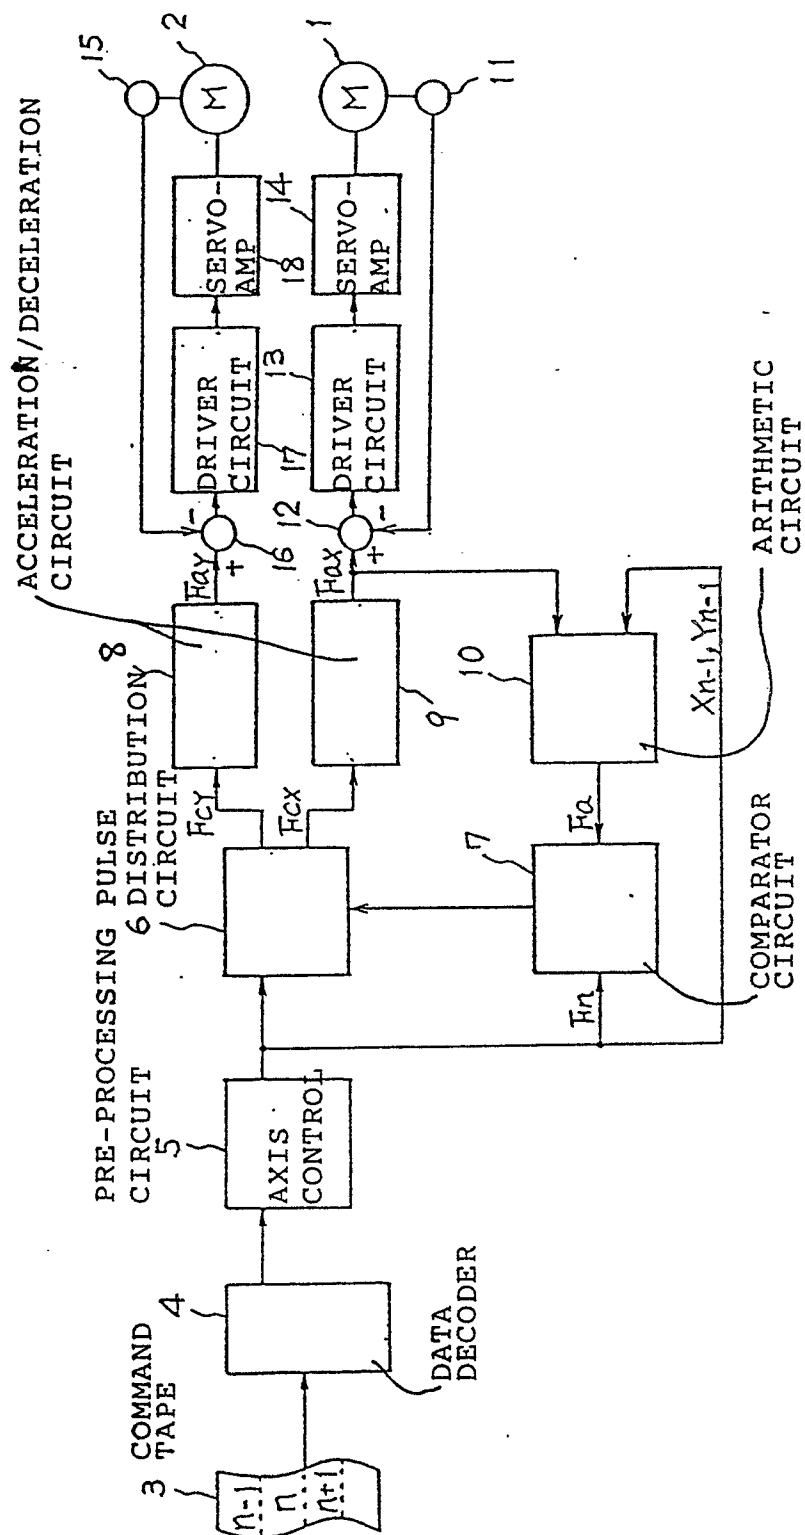 3
COMMAND
TAPE
n-1
n
n+1
4
DATA
DECODER
PRE-PROCESSING
CIRCUIT
5
AXIS
CONTROL
PULSE
6 DISTRIBUTION
CIRCUIT
Fcy
Fcx
7
Fn
Fa
COMPARATOR
CIRCUIT
8
9
10
ARITHMETIC
CIRCUIT
Xn-1, Yn-1
ACCELERATION/DECELERATION
CIRCUIT
Fay
+
-
16
Fax
+
-
12
DRIVER
CIRCUIT
17
DRIVER
CIRCUIT
13
SERVO-
AMP
18
SERVO-
AMP
14
15
M
2
M
1
11